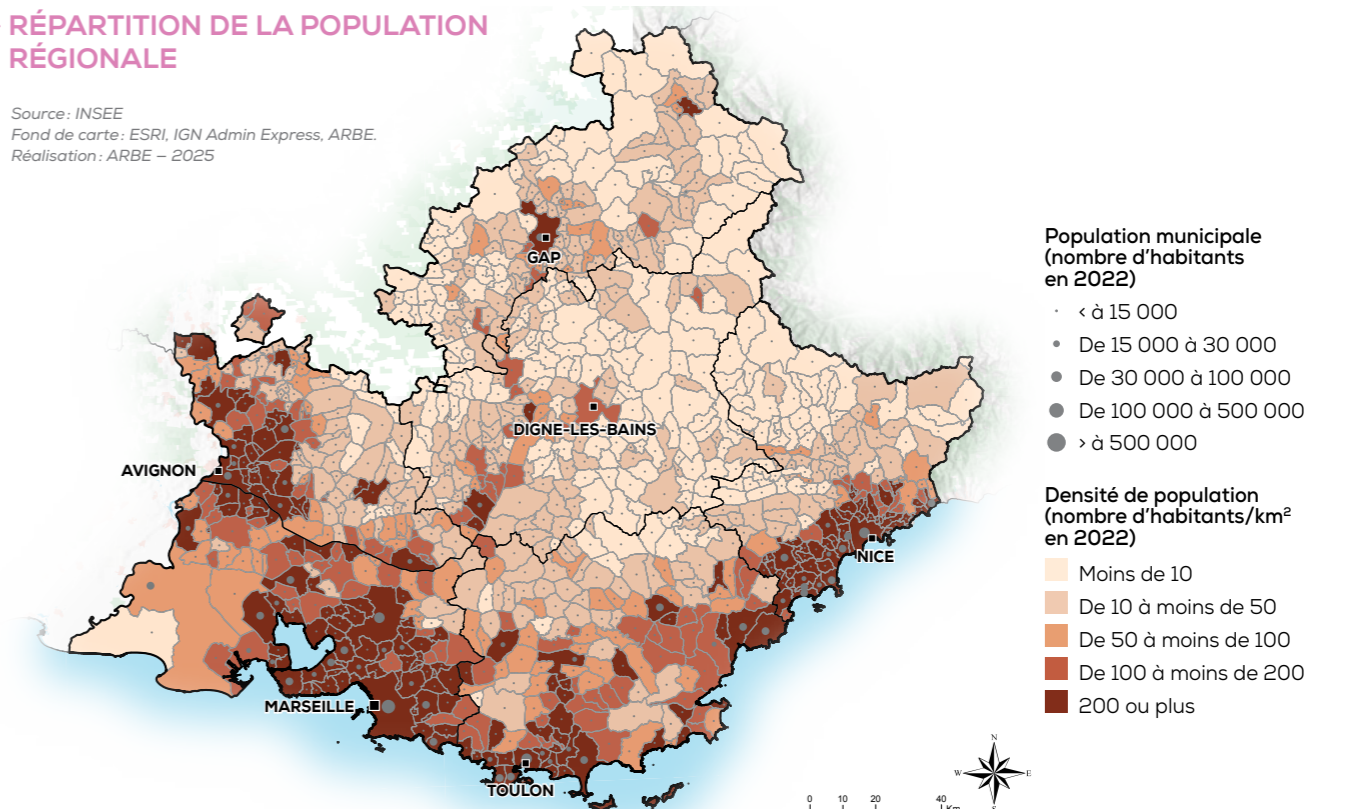 RÉPARTITION DE LA POPULATION
RÉGIONALE
Source : INSEE
Fond de carte : ESRI, IGN Admin Express, ARBE.
Réalisation : ARBE – 2025
GAP
DIGNE-LES-BAINS
AVIGNON
NICE
MARSEILLE
TOULON
Population municipale
(nombre d'habitants
en 2022)
< à 15 000
De 15 000 à 30 000
De 30 000 à 100 000
De 100 000 à 500 000
> à 500 000
Densité de population
(nombre d'habitants/km²
en 2022)
Moins de 10
De 10 à moins de 50
De 50 à moins de 100
De 100 à moins de 200
200 ou plus
N
W E
S
0 10 20 40
Km